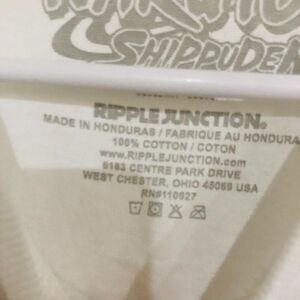 NARUTO
SHIPPUDEN
RIPPLE JUNCTION®
MADE IN HONDURAS / FABRIQUE AU HONDURA
100% COTTON / COTON
www.RIPPLEJUNCTION.com
9183 CENTRE PARK DRIVE
WEST CHESTER, OHIO 45069 USA
RN#110927